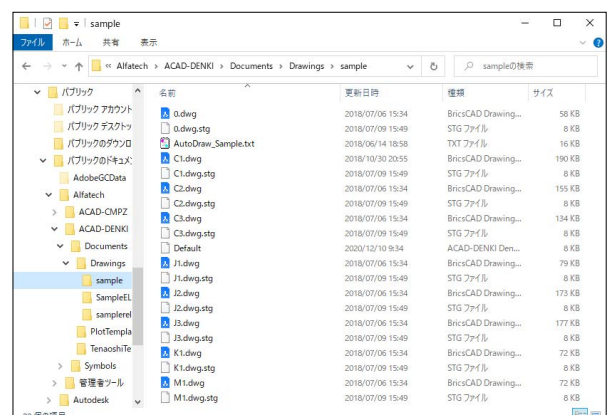 sample
ファイル ホーム 共有 表示
« Alfatech › ACAD-DENKI › Documents › Drawings › sample
sampleの検索
パブリック
パブリック アカウント
パブリック デスクトッ
パブリックのダウンロ
パブリックのドキュメン
AdobeGCData
Alfatech
ACAD-CMPZ
ACAD-DENKI
Documents
Drawings
sample
SampleEL
samplerel
PlotTempla
TenaoshiTe
Symbols
管理者ツール
Autodesk
名前 更新日時 種類 サイズ
0.dwg 2018/07/06 15:34 BricsCAD Drawing... 58 KB
0.dwg.stg 2018/07/09 15:49 STG ファイル 8 KB
AutoDraw_Sample.txt 2018/06/14 18:58 TXT ファイル 16 KB
C1.dwg 2018/10/30 20:55 BricsCAD Drawing... 190 KB
C1.dwg.stg 2018/07/09 15:49 STG ファイル 8 KB
C2.dwg 2018/07/06 15:34 BricsCAD Drawing... 155 KB
C2.dwg.stg 2018/07/09 15:49 STG ファイル 8 KB
C3.dwg 2018/07/06 15:34 BricsCAD Drawing... 134 KB
C3.dwg.stg 2018/07/09 15:49 STG ファイル 8 KB
Default 2020/12/10 9:34 ACAD-DENKI Den... 8 KB
J1.dwg 2018/07/06 15:34 BricsCAD Drawing... 79 KB
J1.dwg.stg 2018/07/09 15:49 STG ファイル 8 KB
J2.dwg 2018/07/06 15:34 BricsCAD Drawing... 173 KB
J2.dwg.stg 2018/07/09 15:49 STG ファイル 8 KB
J3.dwg 2018/07/06 15:34 BricsCAD Drawing... 177 KB
J3.dwg.stg 2018/07/09 15:49 STG ファイル 8 KB
K1.dwg 2018/07/06 15:34 BricsCAD Drawing... 72 KB
K1.dwg.stg 2018/07/09 15:49 STG ファイル 8 KB
M1.dwg 2018/07/06 15:34 BricsCAD Drawing... 72 KB
M1.dwg.stg 2018/07/09 15:49 STG ファイル 8 KB